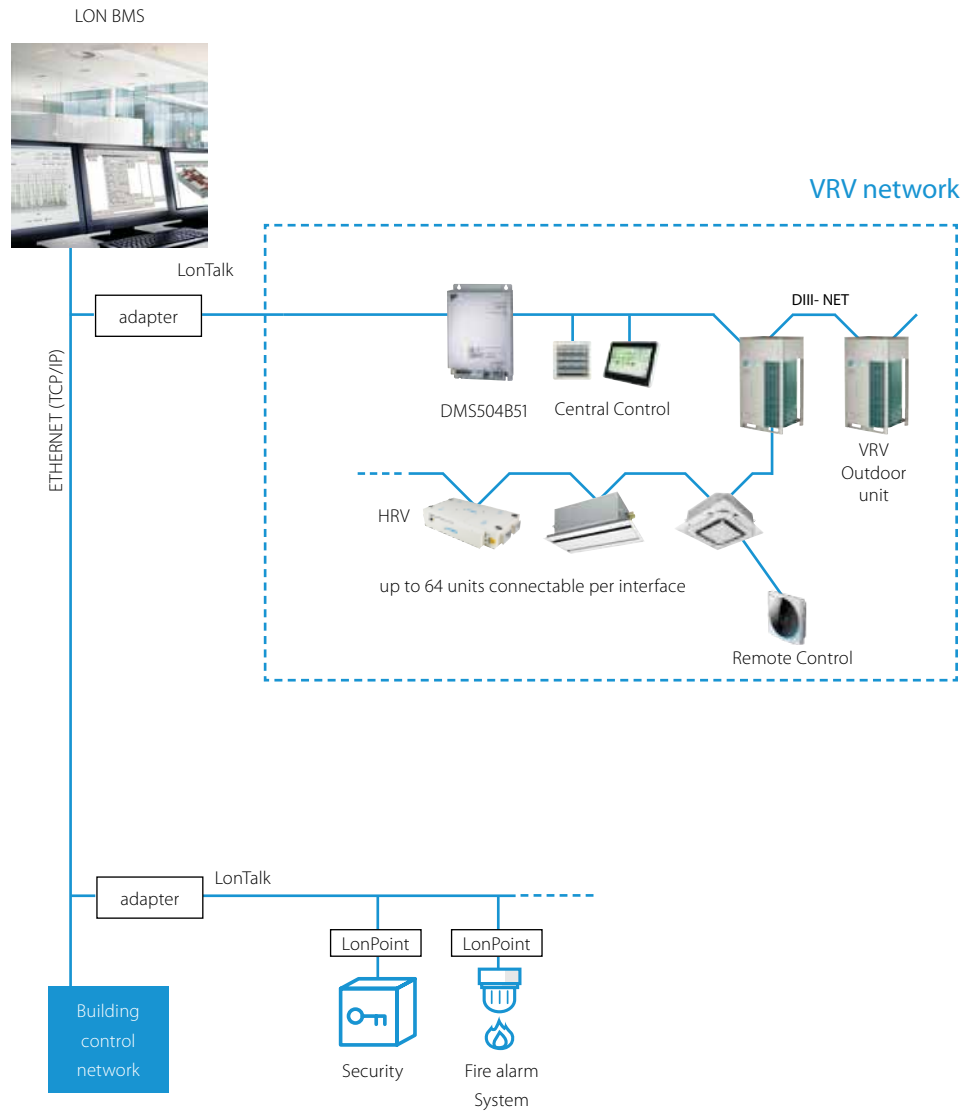 LON BMS
VRV network
LonTalk
adapter
DIII- NET
ETHERNET (TCP/IP)
DMS504B51
Central Control
VRV
Outdoor
unit
HRV
up to 64 units connectable per interface
Remote Control
LonTalk
adapter
LonPoint
LonPoint
Building
control
network
Security
Fire alarm
System